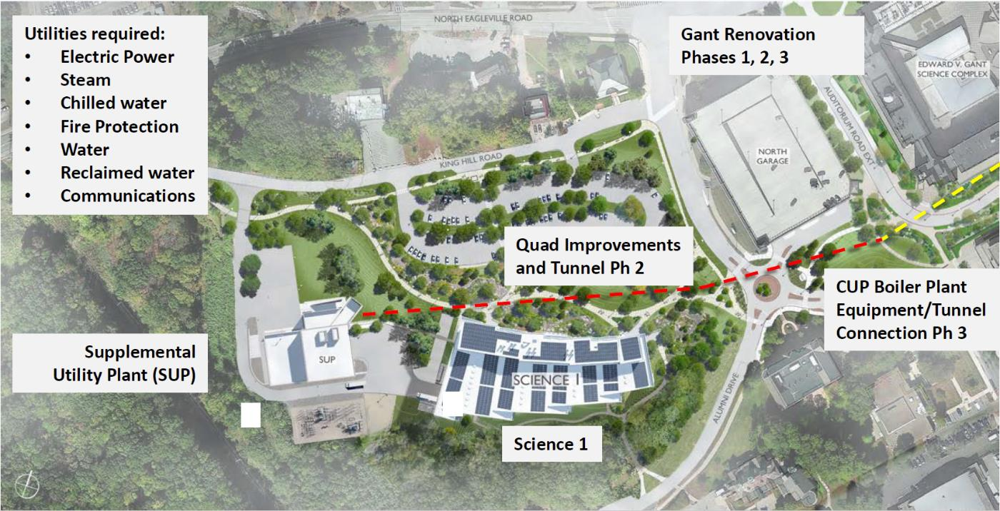 Utilities required:
• Electric Power
• Steam
• Chilled water
• Fire Protection
• Water
• Reclaimed water
• Communications
NORTH EAGLEVILLE ROAD
Gant Renovation
Phases 1, 2, 3
EDWARD V. GANT
SCIENCE COMPLEX
AUDITORIUM ROAD EXT
NORTH
GARAGE
KING HILL ROAD
Quad Improvements
and Tunnel Ph 2
CUP Boiler Plant
Equipment/Tunnel
Connection Ph 3
Supplemental
Utility Plant (SUP)
SUP
SCIENCE 1
ALUMNI DRIVE
Science 1